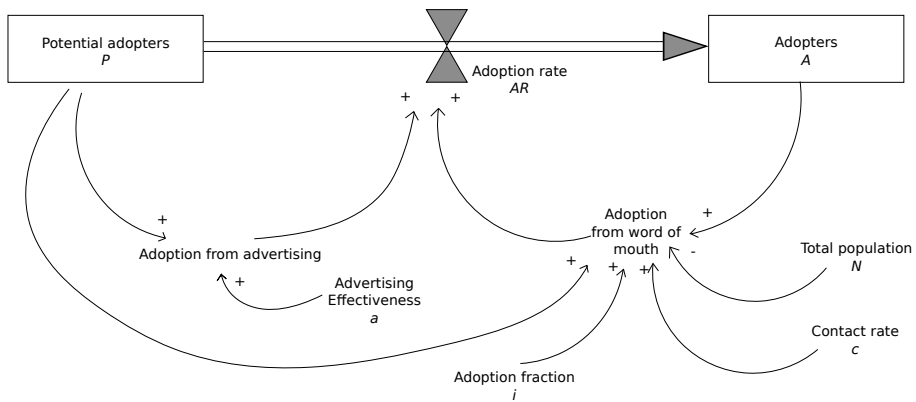 Potential adopters
P
Adoption rate
AR
Adopters
A
+
+
+
Adoption from advertising
+
Advertising
Effectiveness
a
Adoption
from word of
mouth
+
-
+
+
+
Total population
N
Contact rate
c
Adoption fraction
i